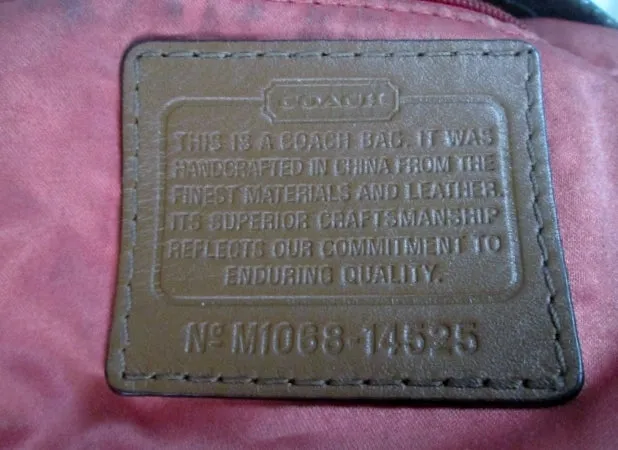 COACH
THIS IS A COACH BAG. IT WAS
HANDCRAFTED IN CHINA FROM THE
FINEST MATERIALS AND LEATHER.
ITS SUPERIOR CRAFTSMANSHIP
REFLECTS OUR COMMITMENT TO
ENDURING QUALITY.
Nº M1068-14525